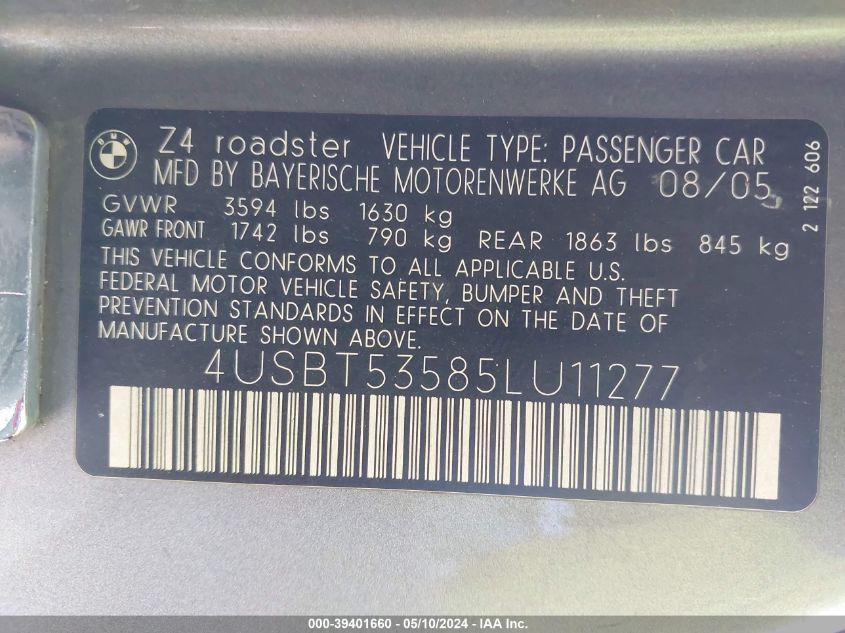 BMW
Z4 roadster VEHICLE TYPE: PASSENGER CAR
MFD BY BAYERISCHE MOTORENWERKE AG 08/05
GVWR 3594 lbs 1630 kg
GAWR FRONT 1742 lbs 790 kg REAR 1863 lbs 845 kg
THIS VEHICLE CONFORMS TO ALL APPLICABLE U.S.
FEDERAL MOTOR VEHICLE SAFETY, BUMPER AND THEFT
PREVENTION STANDARDS IN EFFECT ON THE DATE OF
MANUFACTURE SHOWN ABOVE.
4USBT53585LU11277
2 122 606
000-39401660 - 05/10/2024 - IAA Inc.